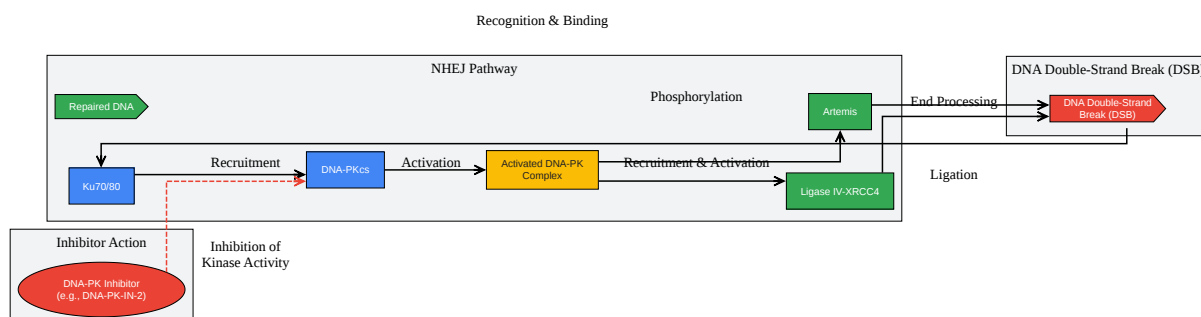 Recognition & Binding
NHEJ Pathway
DNA Double-Strand Break (DSB)
Repaired DNA
Phosphorylation
Artemis
End Processing
DNA Double-Strand
Break (DSB)
Ku70/80
Recruitment
DNA-PKcs
Activation
Activated DNA-PK
Complex
Recruitment & Activation
Ligase IV-XRCC4
Ligation
Inhibitor Action
Inhibition of
Kinase Activity
DNA-PK Inhibitor
(e.g., DNA-PK-IN-2)